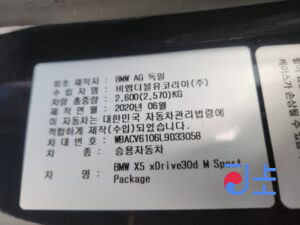 최초 제작자 : BMW AG 독일
수 입 자 명 : 비엠더블유코리아(주)
차량 총중량 : 2,600(2,570)KG
제 작 연 월 : 2020년 06월
이 자동차는 대한민국 자동차관리법령에
적합하게 제작(수입)되었습니다.
차 대 번 호 : WBACV6106L9033058
차 종 : 승용자동차
차 명 : BMW X5 xDrive30d M Sport
Package